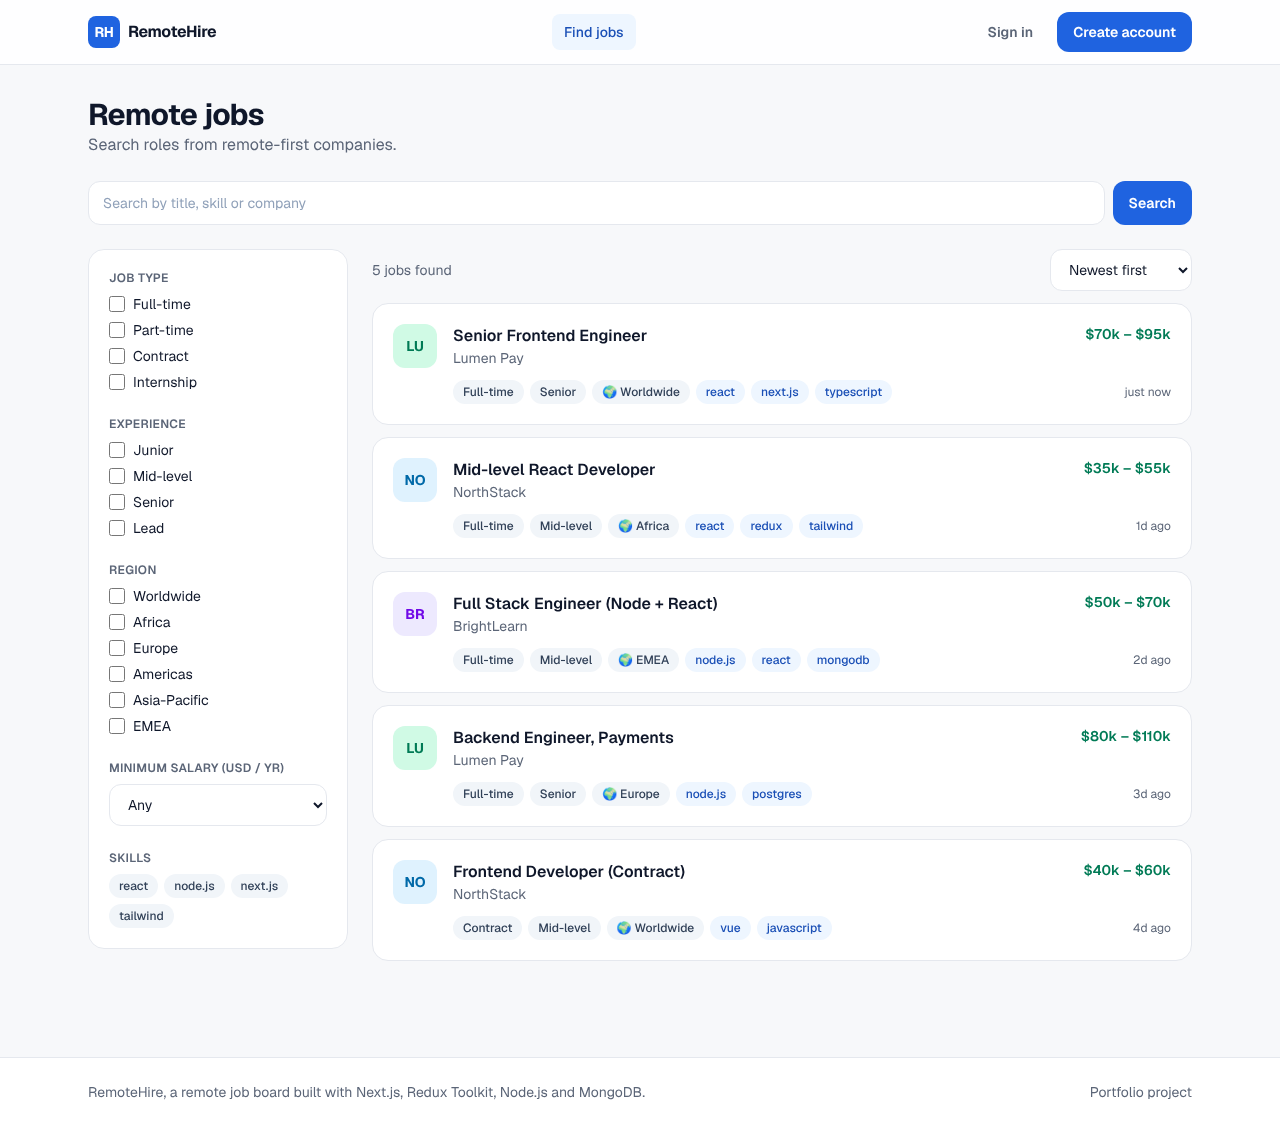 RH RemoteHire
Find jobs
Sign in
Create account
Remote jobs
Search roles from remote-first companies.
Search by title, skill or company
Search
JOB TYPE
Full-time
Part-time
Contract
Internship
EXPERIENCE
Junior
Mid-level
Senior
Lead
REGION
Worldwide
Africa
Europe
Americas
Asia-Pacific
EMEA
MINIMUM SALARY (USD / YR)
Any
SKILLS
react node.js next.js
tailwind
5 jobs found
Newest first
LU
Senior Frontend Engineer
$70k – $95k
Lumen Pay
Full-time Senior 🌍 Worldwide react next.js typescript
just now
NO
Mid-level React Developer
$35k – $55k
NorthStack
Full-time Mid-level 🌍 Africa react redux tailwind
1d ago
BR
Full Stack Engineer (Node + React)
$50k – $70k
BrightLearn
Full-time Mid-level 🌍 EMEA node.js react mongodb
2d ago
LU
Backend Engineer, Payments
$80k – $110k
Lumen Pay
Full-time Senior 🌍 Europe node.js postgres
3d ago
NO
Frontend Developer (Contract)
$40k – $60k
NorthStack
Contract Mid-level 🌍 Worldwide vue javascript
4d ago
RemoteHire, a remote job board built with Next.js, Redux Toolkit, Node.js and MongoDB.
Portfolio project